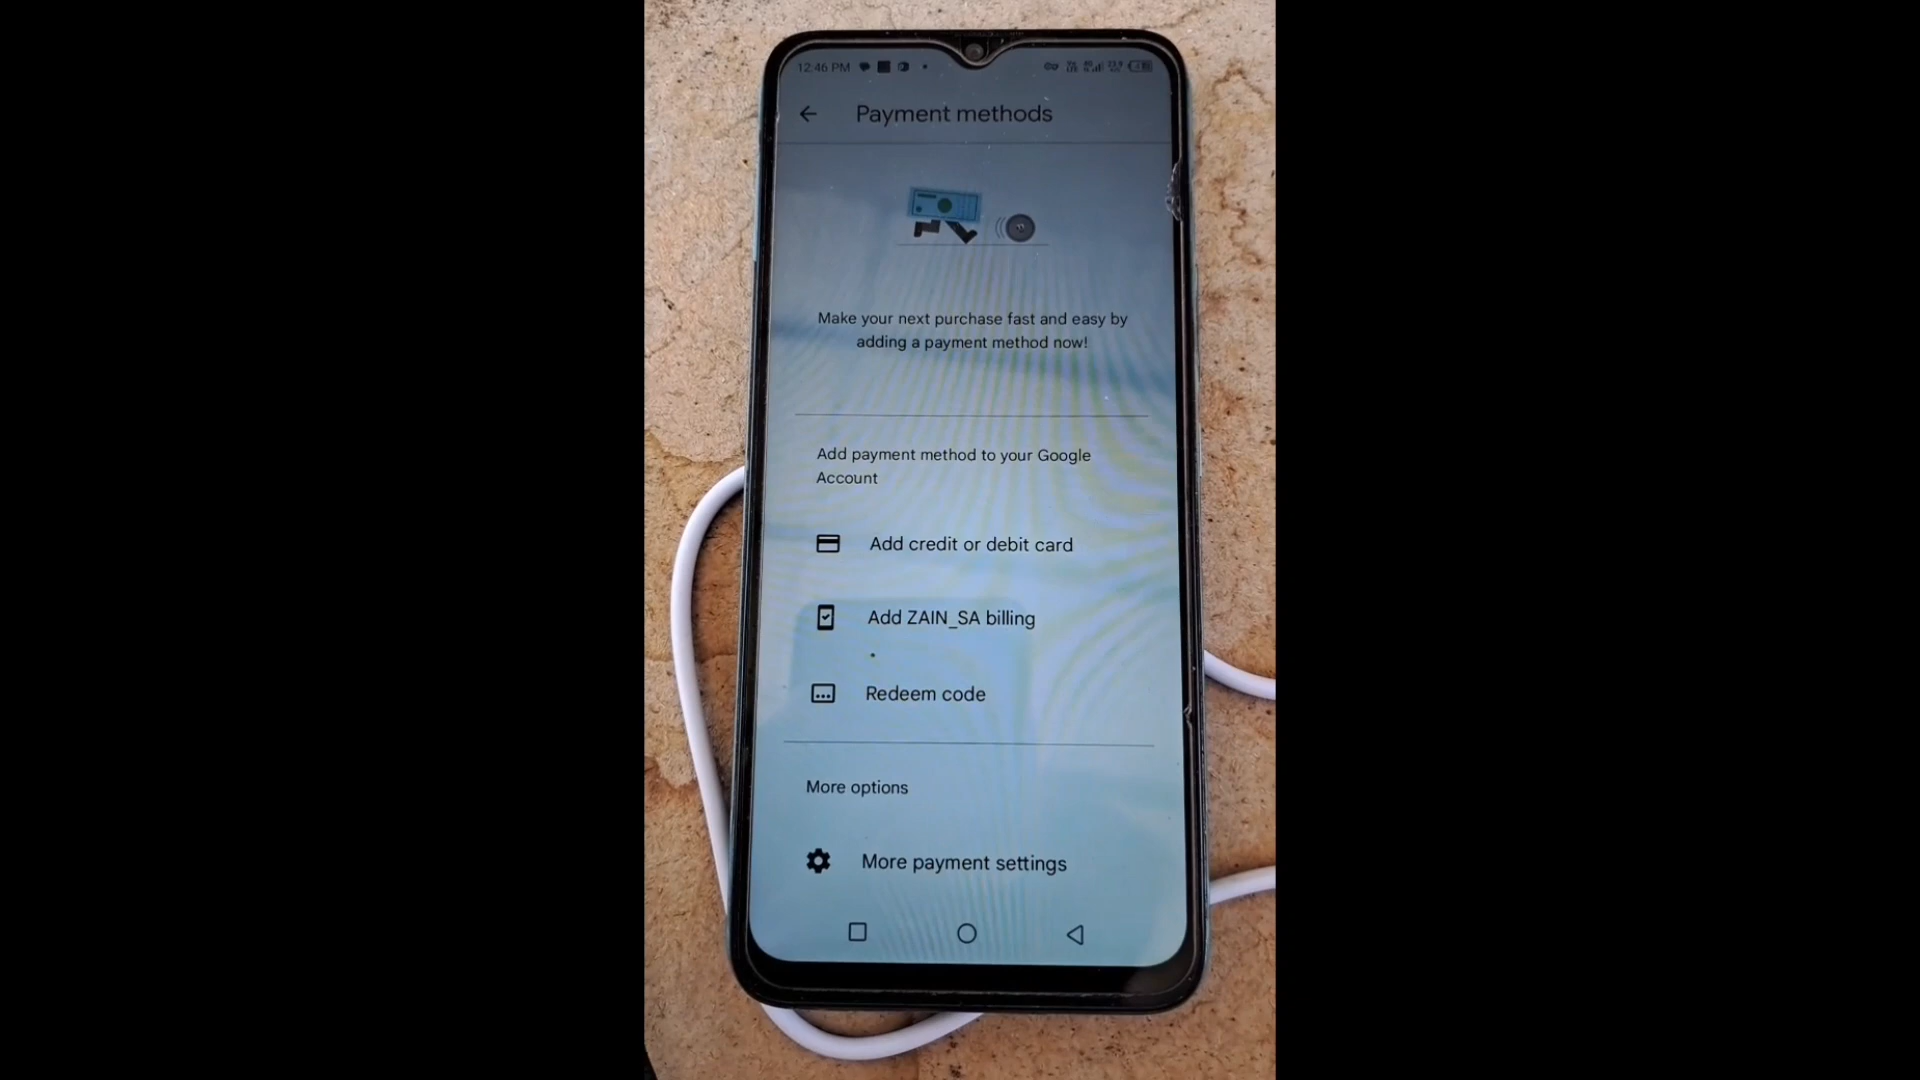 12:46 PM
Payment methods
Make your next purchase fast and easy by
adding a payment method now!
Add payment method to your Google
Account
Add credit or debit card
Add ZAIN_SA billing
Redeem code
More options
More payment settings